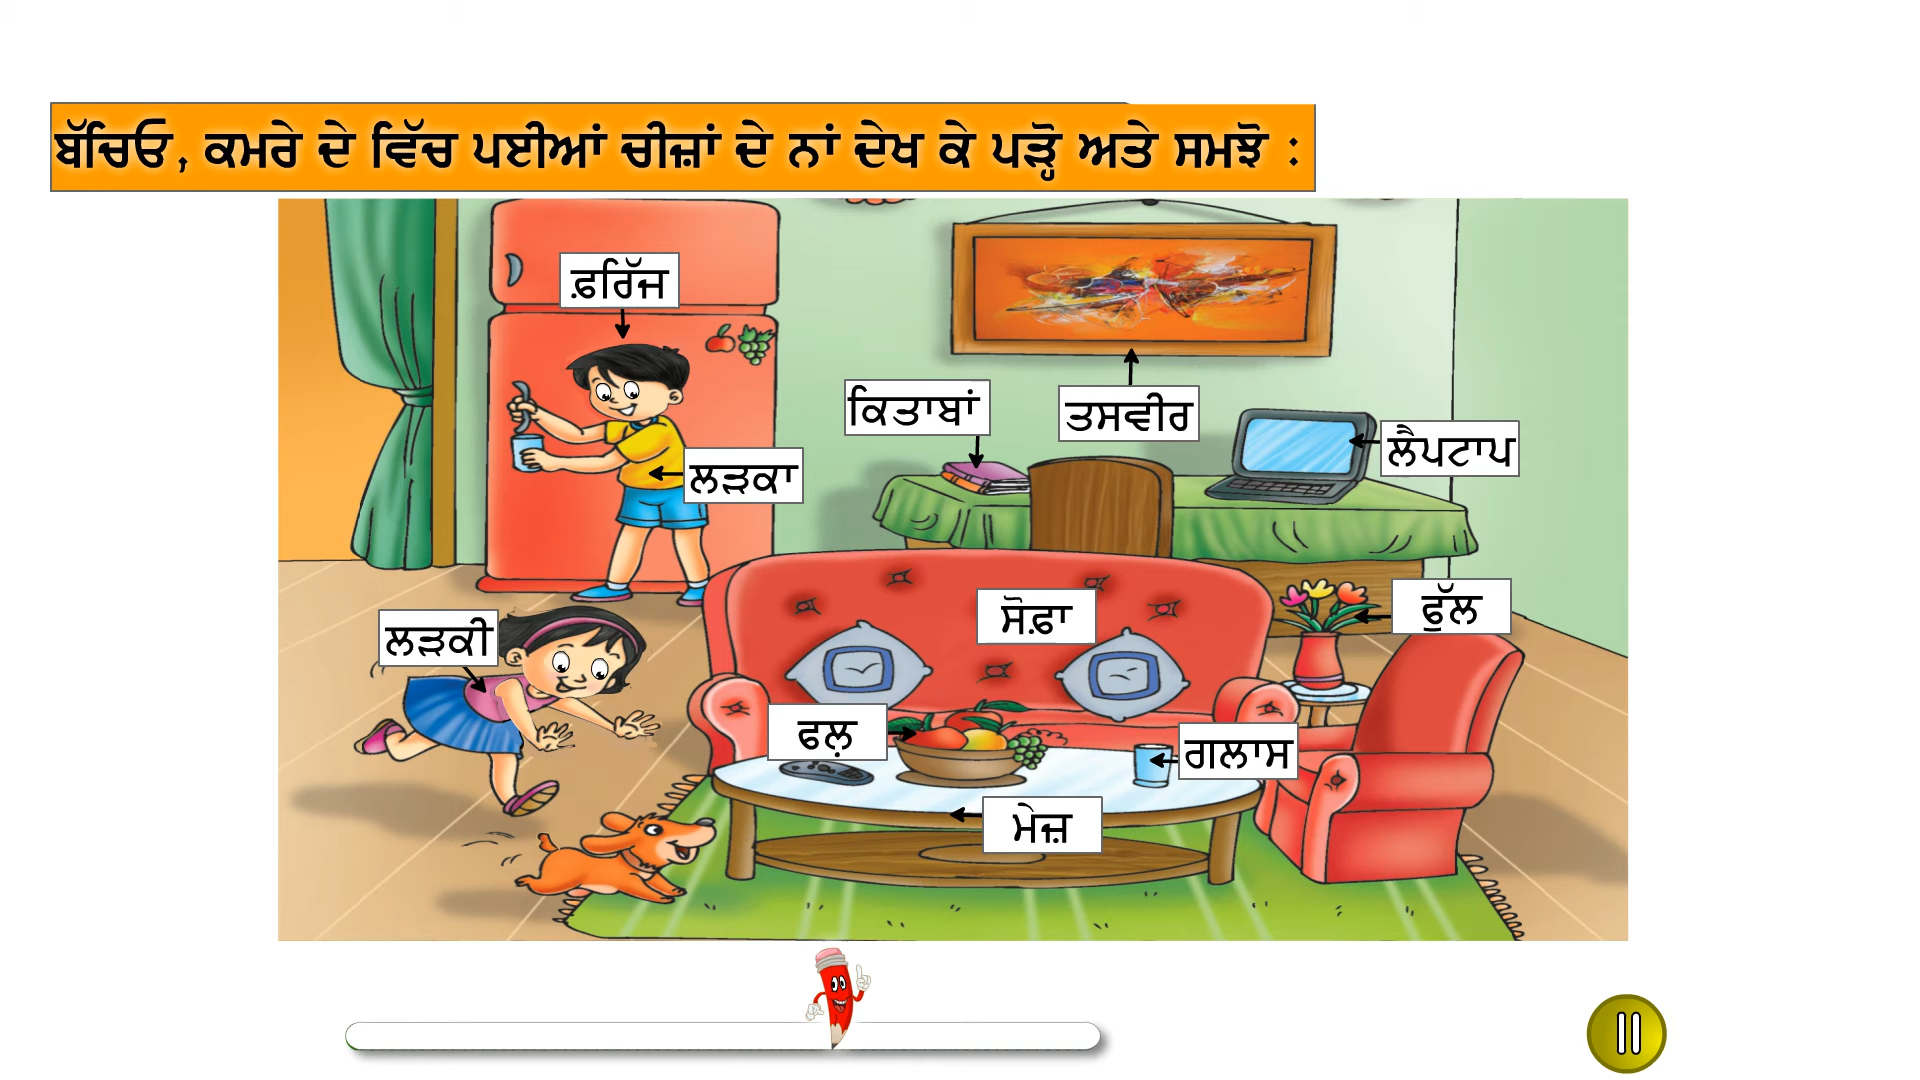 ਬੱਚਿਓ, ਕਮਰੇ ਦੇ ਵਿੱਚ ਪਈਆਂ ਚੀਜ਼ਾਂ ਦੇ ਨਾਂ ਦੇਖ ਕੇ ਪੜ੍ਹੋ ਅਤੇ ਸਮਝੋ :
ਫ਼ਰਿੱਜ
ਕਿਤਾਬਾਂ
ਤਸਵੀਰ
ਲੈਪਟਾਪ
ਲੜਕਾ
ਸੋਫ਼ਾ
ਫੁੱਲ
ਲੜਕੀ
ਫਲ਼
ਗਲਾਸ
ਮੇਜ਼